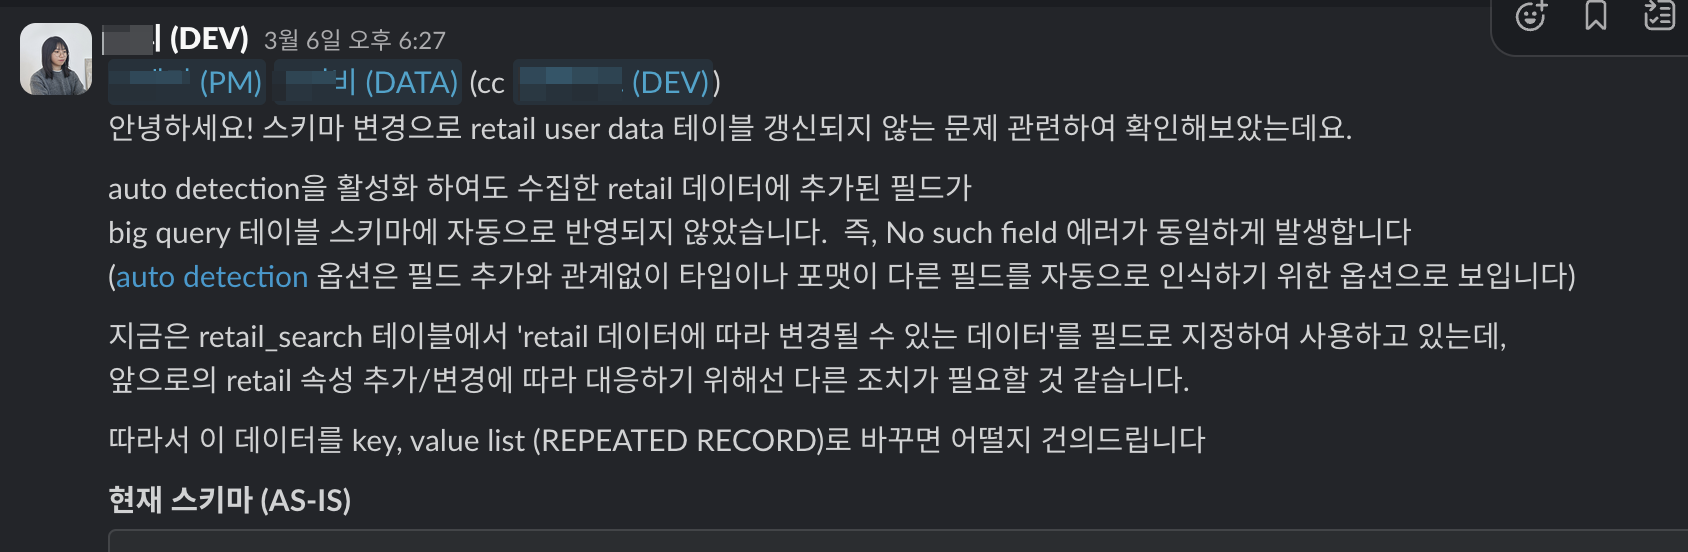 (DEV) 3월 6일 오후 6:27
(PM) 비 (DATA) (cc (DEV))
안녕하세요! 스키마 변경으로 retail user data 테이블 갱신되지 않는 문제 관련하여 확인해보았는데요.
auto detection을 활성화 하여도 수집한 retail 데이터에 추가된 필드가
big query 테이블 스키마에 자동으로 반영되지 않았습니다. 즉, No such field 에러가 동일하게 발생합니다
(auto detection 옵션은 필드 추가와 관계없이 타입이나 포맷이 다른 필드를 자동으로 인식하기 위한 옵션으로 보입니다)
지금은 retail_search 테이블에서 'retail 데이터에 따라 변경될 수 있는 데이터'를 필드로 지정하여 사용하고 있는데,
앞으로의 retail 속성 추가/변경에 따라 대응하기 위해선 다른 조치가 필요할 것 같습니다.
따라서 이 데이터를 key, value list (REPEATED RECORD)로 바꾸면 어떨지 건의드립니다
현재 스키마 (AS-IS)